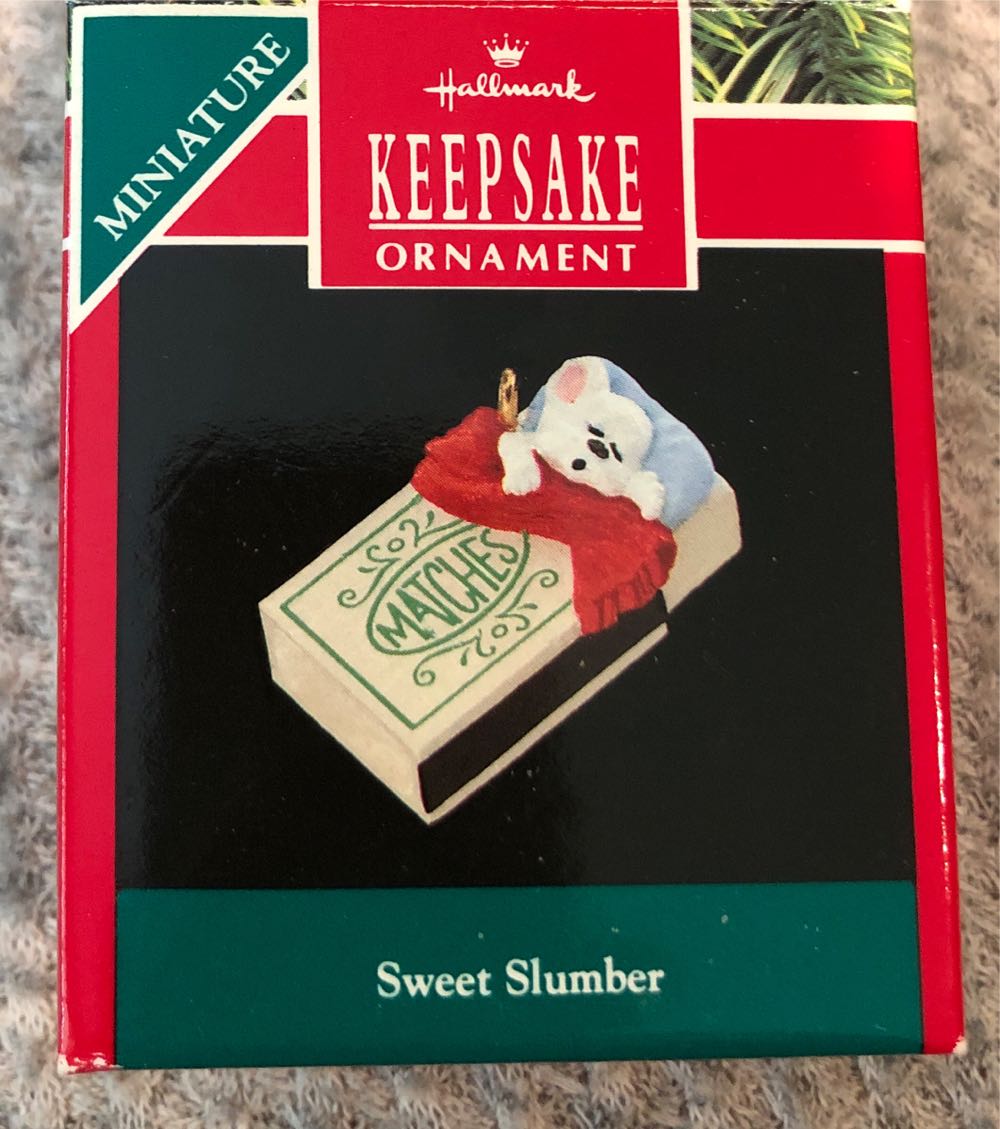 MINIATURE
Hallmark
KEEPSAKE
ORNAMENT
MATCHES
Sweet Slumber